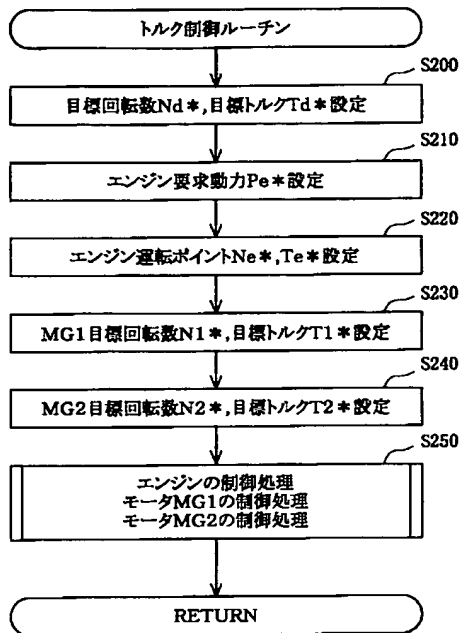 トルク制御ルーチン
S200
目標回転数Nd*,目標トルクTd*設定
S210
エンジン要求動力Pe*設定
S220
エンジン運転ポイントNe*,Te*設定
S230
MG1目標回転数N1*,目標トルクT1*設定
S240
MG2目標回転数N2*,目標トルクT2*設定
S250
エンジンの制御処理
モータMG1の制御処理
モータMG2の制御処理
RETURN